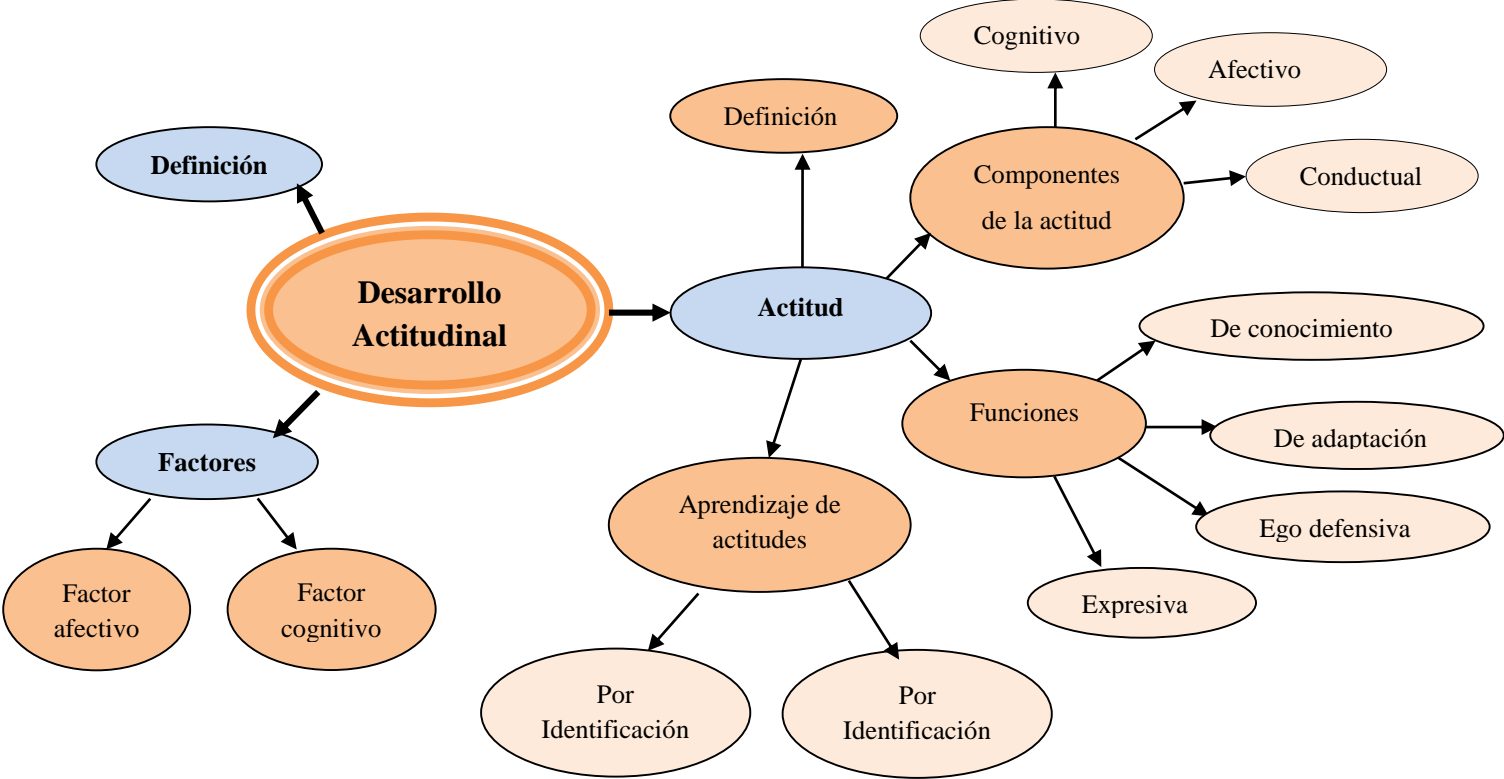 Cognitivo
Afectivo
Definición
Definición
Componentes
de la actitud
Conductual
Desarrollo
Actitudinal
Actitud
De conocimiento
Funciones
De adaptación
Factores
Aprendizaje de
actitudes
Ego defensiva
Factor
afectivo
Factor
cognitivo
Expresiva
Por
Identificación
Por
Identificación